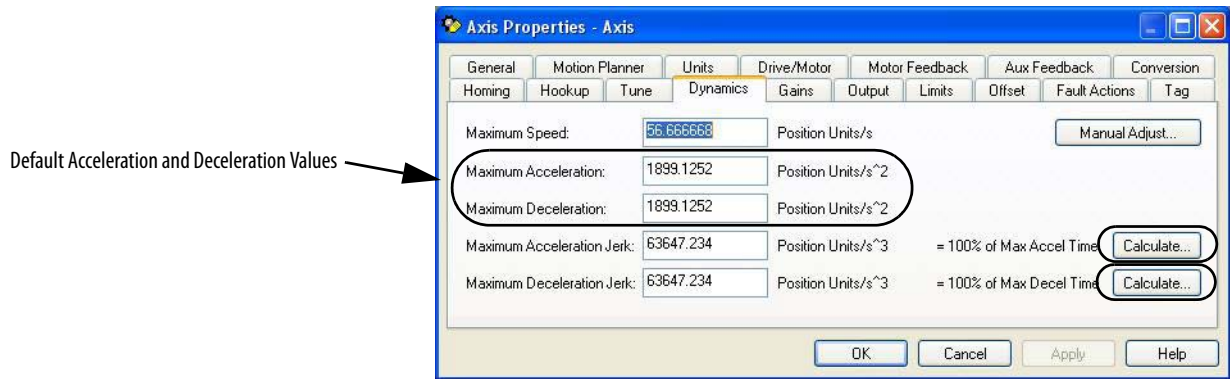 Axis Properties - Axis
General Motion Planner Units Drive/Motor Motor Feedback Aux Feedback Conversion
Homing Hookup Tune Dynamics Gains Output Limits Offset Fault Actions Tag
Maximum Speed: 56.666668 Position Units/s Manual Adjust...
Default Acceleration and Deceleration Values
Maximum Acceleration: 1899.1252 Position Units/s^2
Maximum Deceleration: 1899.1252 Position Units/s^2
Maximum Acceleration Jerk: 63647.234 Position Units/s^3 = 100% of Max Accel Time Calculate...
Maximum Deceleration Jerk: 63647.234 Position Units/s^3 = 100% of Max Decel Time Calculate...
OK Cancel Apply Help